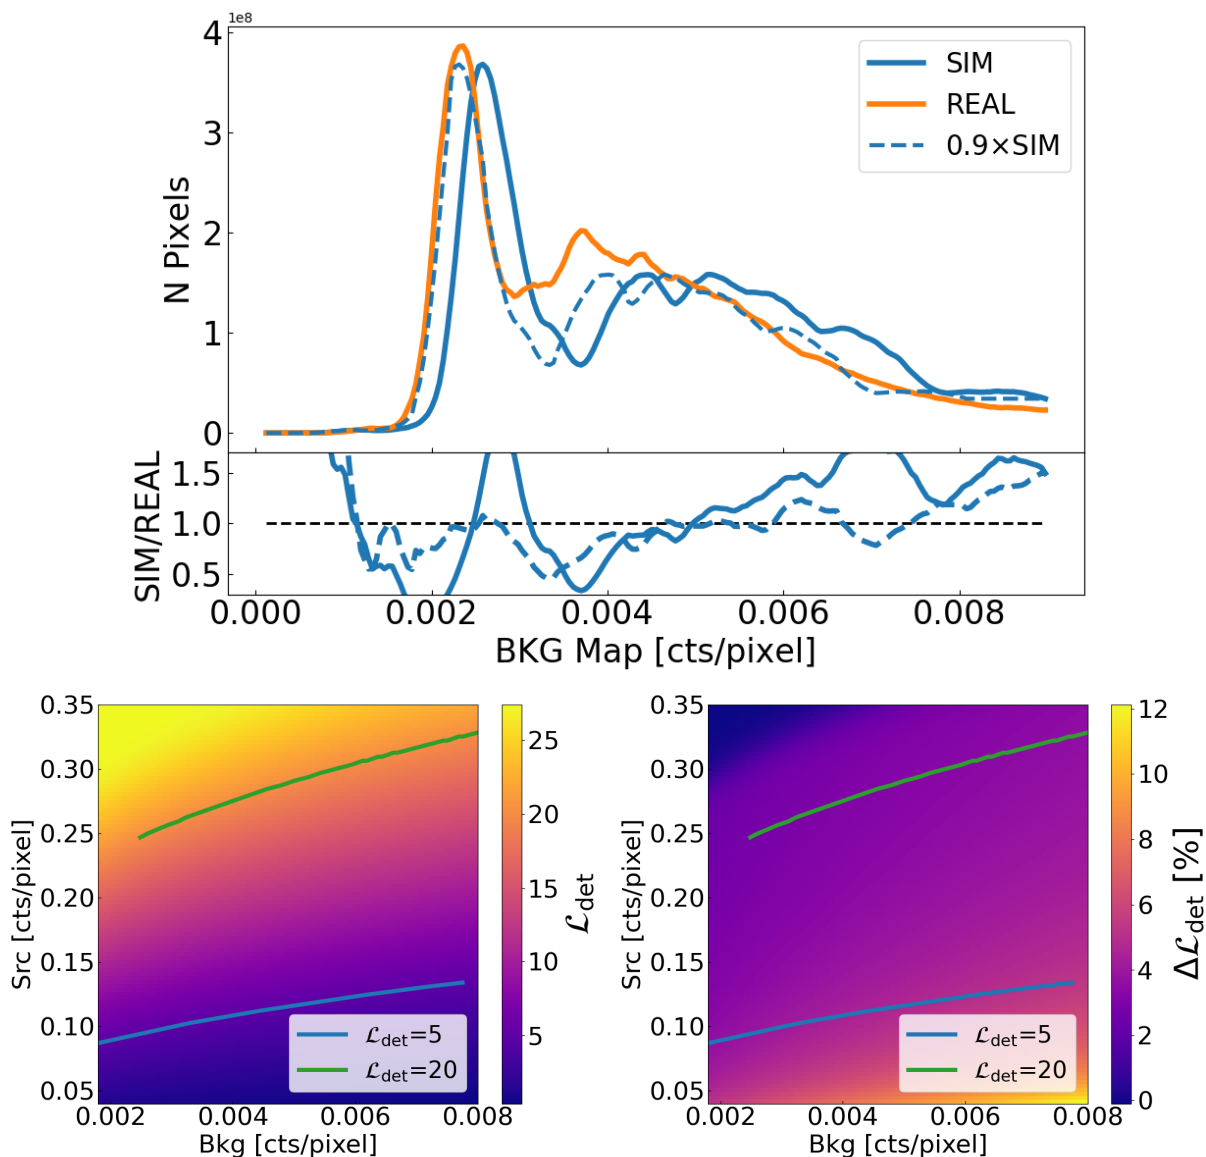 1e8
4
3
2
1
0
N Pixels
SIM
REAL
0.9×SIM
1.5
1.0
0.5
SIM/REAL
0.000 0.002 0.004 0.006 0.008
BKG Map [cts/pixel]
0.35
0.30
0.25
0.20
0.15
0.10
0.05
Src [cts/pixel]
0.002 0.004 0.006 0.008
Bkg [cts/pixel]
ℒdet=5
ℒdet=20
25
20
15
10
5
ℒdet
0.35
0.30
0.25
0.20
0.15
0.10
0.05
Src [cts/pixel]
0.002 0.004 0.006 0.008
Bkg [cts/pixel]
ℒdet=5
ℒdet=20
12
10
8
6
4
2
0
Δℒdet [%]